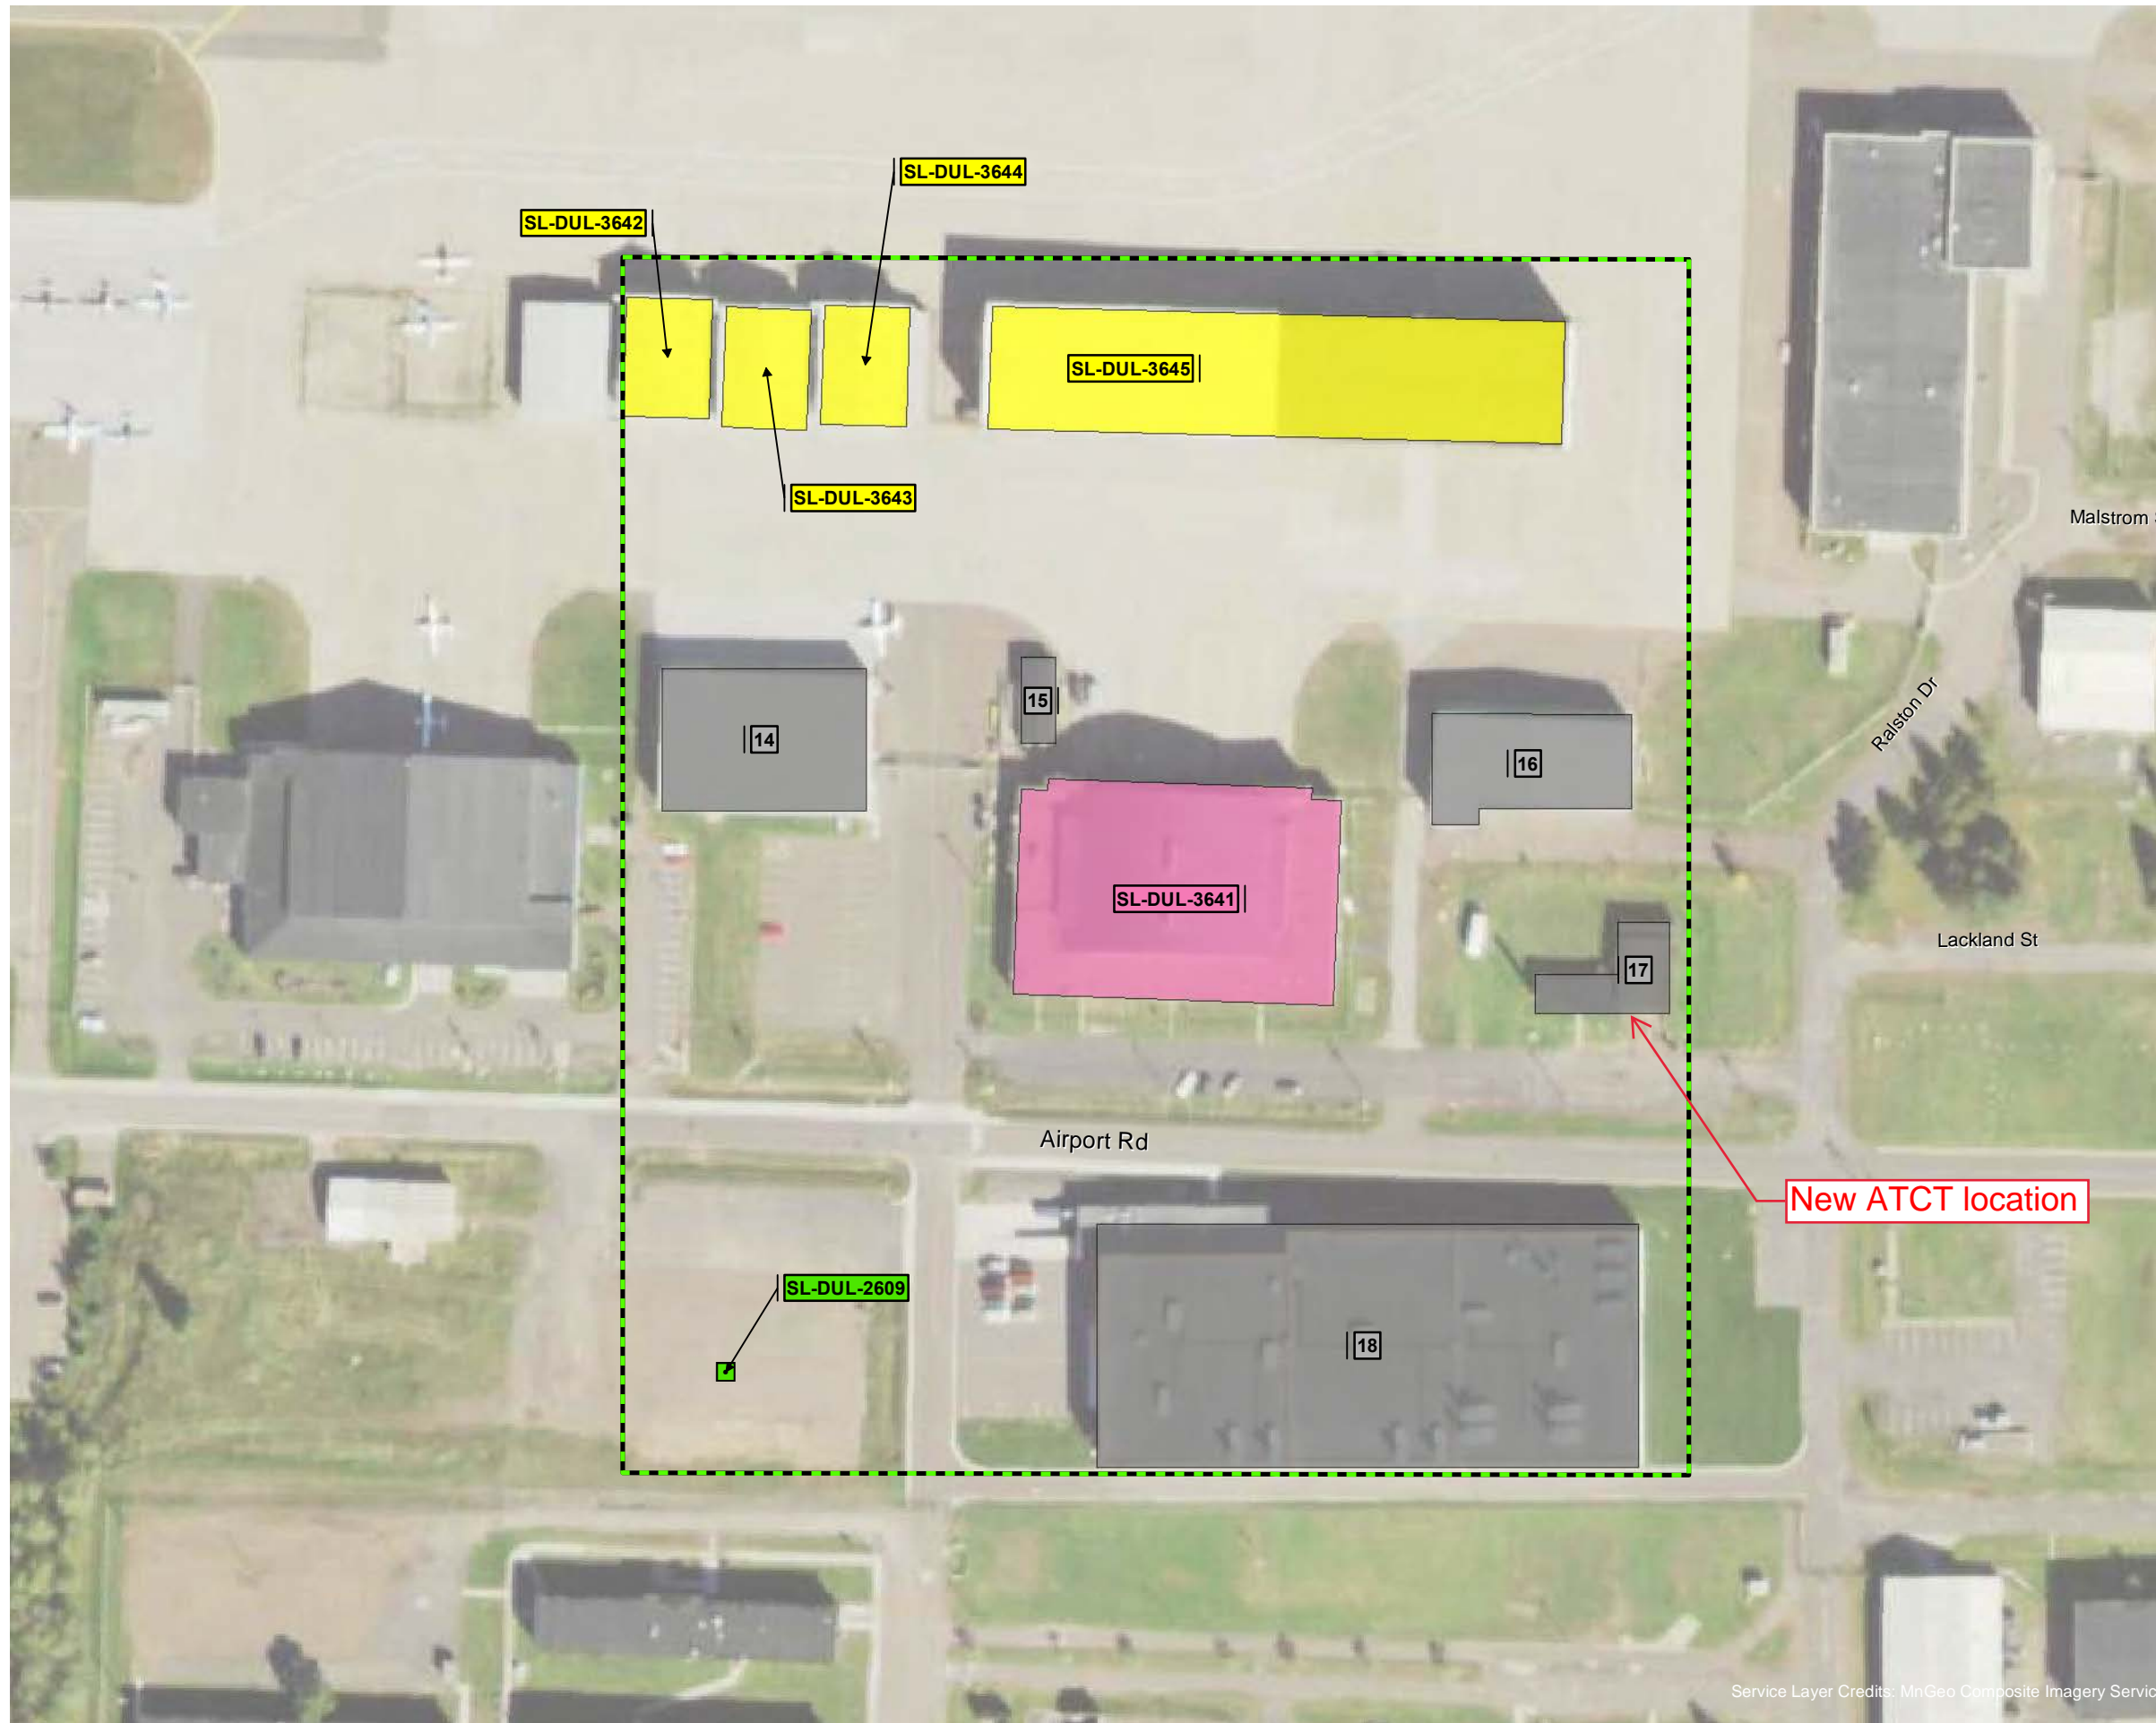 SL-DUL-3644
SL-DUL-3642
SL-DUL-3645
SL-DUL-3643
Malstrom
Ralston Dr
15
14
16
SL-DUL-3641
Lackland St
17
Airport Rd
New ATCT location
SL-DUL-2609
18
Service Layer Credits: MnGeo Composite Imagery Servic